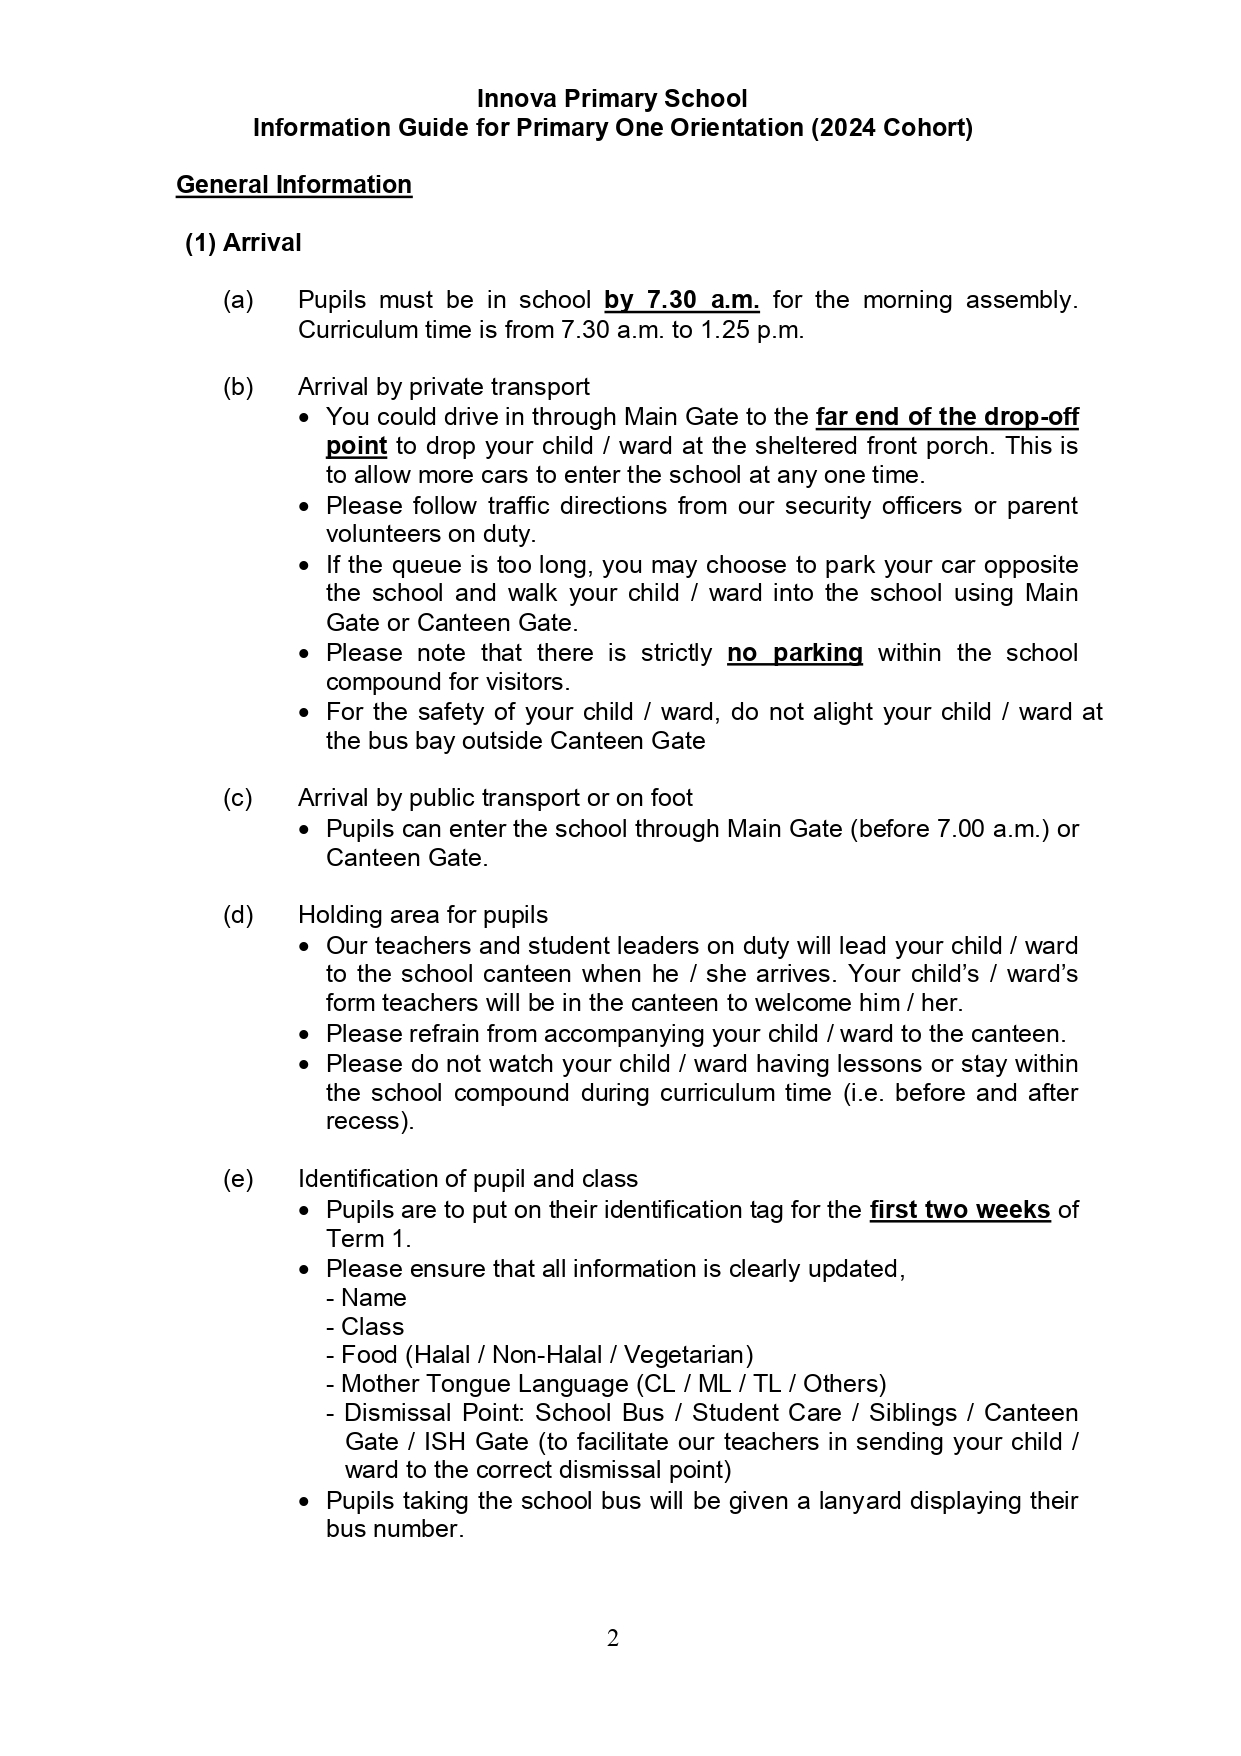 Innova Primary School
Information Guide for Primary One Orientation (2024 Cohort)
General Information
(1) Arrival
(a) Pupils must be in school by 7.30 a.m. for the morning assembly.
Curriculum time is from 7.30 a.m. to 1.25 p.m.
(b) Arrival by private transport
• You could drive in through Main Gate to the far end of the drop-off
point to drop your child / ward at the sheltered front porch. This is
to allow more cars to enter the school at any one time.
• Please follow traffic directions from our security officers or parent
volunteers on duty.
• If the queue is too long, you may choose to park your car opposite
the school and walk your child / ward into the school using Main
Gate or Canteen Gate.
• Please note that there is strictly no parking within the school
compound for visitors.
• For the safety of your child / ward, do not alight your child / ward at
the bus bay outside Canteen Gate
(c) Arrival by public transport or on foot
• Pupils can enter the school through Main Gate (before 7.00 a.m.) or
Canteen Gate.
(d) Holding area for pupils
• Our teachers and student leaders on duty will lead your child / ward
to the school canteen when he / she arrives. Your child’s / ward’s
form teachers will be in the canteen to welcome him / her.
• Please refrain from accompanying your child / ward to the canteen.
• Please do not watch your child / ward having lessons or stay within
the school compound during curriculum time (i.e. before and after
recess).
(e) Identification of pupil and class
• Pupils are to put on their identification tag for the first two weeks of
Term 1.
• Please ensure that all information is clearly updated,
- Name
- Class
- Food (Halal / Non-Halal / Vegetarian)
- Mother Tongue Language (CL / ML / TL / Others)
- Dismissal Point: School Bus / Student Care / Siblings / Canteen
Gate / ISH Gate (to facilitate our teachers in sending your child /
ward to the correct dismissal point)
• Pupils taking the school bus will be given a lanyard displaying their
bus number.
2